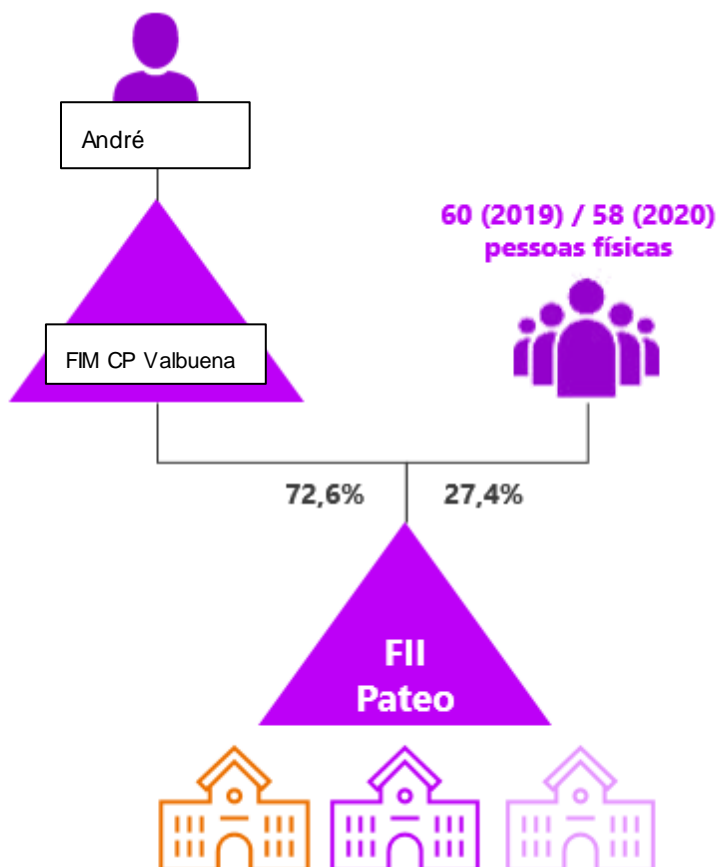 André
60 (2019) / 58 (2020)
pessoas físicas
FIM CP Valbuena
72,6%
27,4%
FII
Pateo